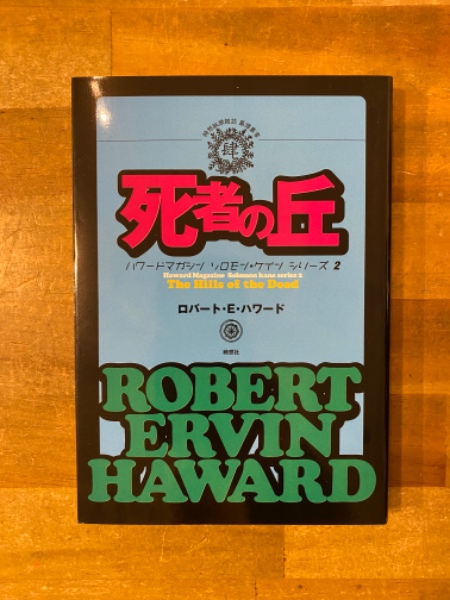 肆
死者の丘
ハワードマガジン ソロモン・ケイン シリーズ 2
Howard Magazine Solomon kane series 2
The Hills of the Dead
ロバート・E・ハワード
ROBERT
ERVIN
HAWARD